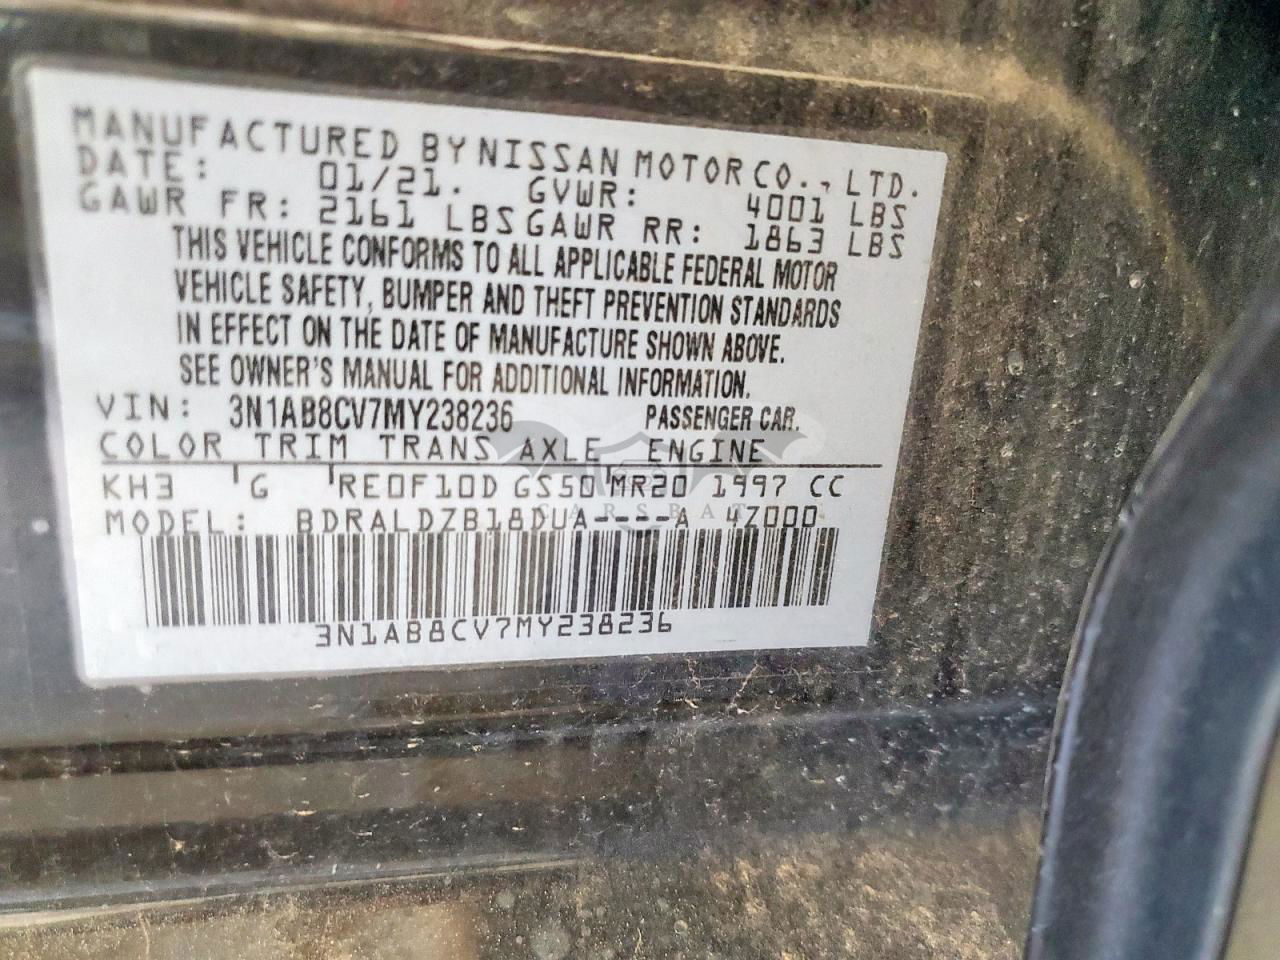 MANUFACTURED BY NISSAN MOTOR CO., LTD.
DATE: 01/21. GVWR: 4001 LBS
GAWR FR: 2161 LBS GAWR RR: 1863 LBS
THIS VEHICLE CONFORMS TO ALL APPLICABLE FEDERAL MOTOR
VEHICLE SAFETY, BUMPER AND THEFT PREVENTION STANDARDS
IN EFFECT ON THE DATE OF MANUFACTURE SHOWN ABOVE.
SEE OWNER'S MANUAL FOR ADDITIONAL INFORMATION.
VIN: 3N1AB8CV7MY238236 PASSENGER CAR.
COLOR TRIM TRANS AXLE ENGINE
KH3 G RE0F10D GS50 MR20 1997 CC
MODEL: BDRALDZB18DUA----A 4Z000
CARSBAT
3N1AB8CV7MY238236